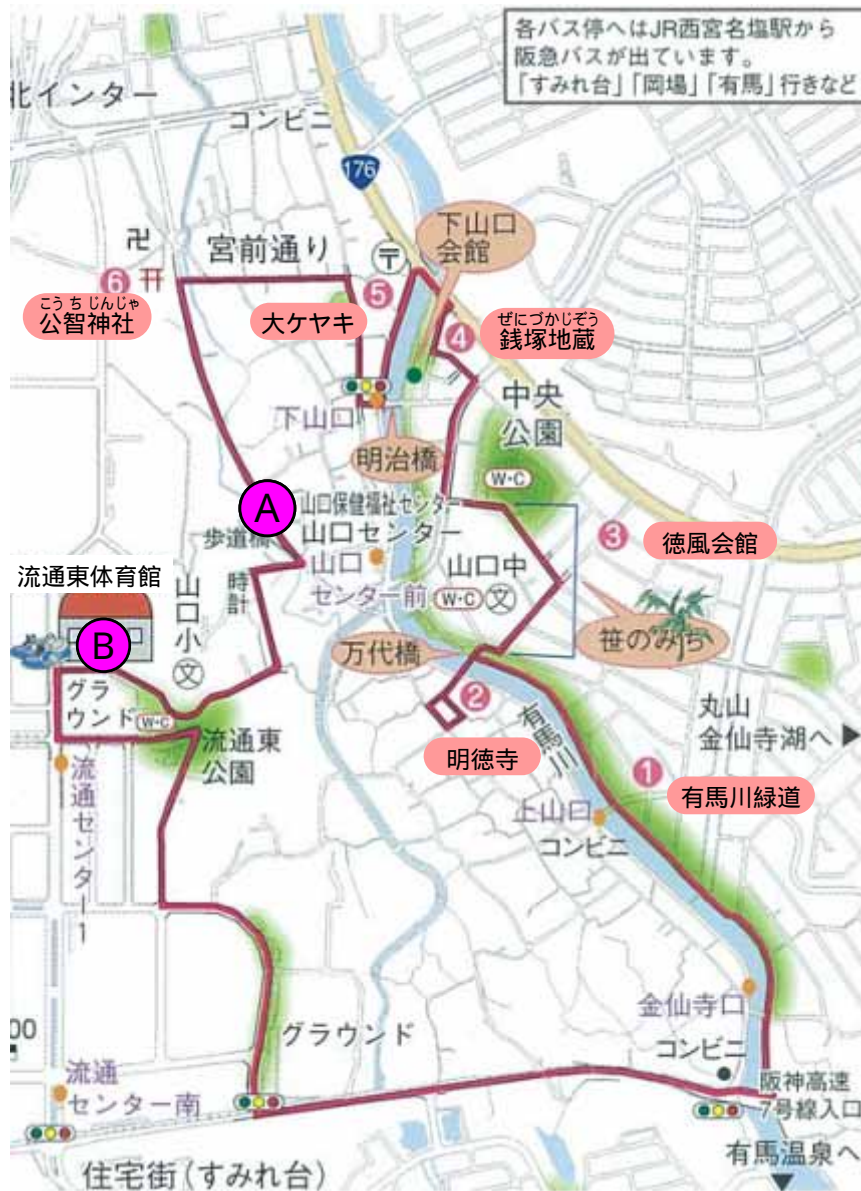 各バス停へはJR西宮名塩駅から
阪急バスが出ています。
「すみれ台」「岡場」「有馬」行きなど
北インター
コンビニ
176
下山口
会館
卍
宮前通り
〒
6
5
こうちじんじゃ
公智神社
大ケヤキ
4
ぜにづかじぞう
銭塚地蔵
下山口
中央
公園
明治橋
W·C
A
山口保健福祉センター
歩道橋
山口センター
3
徳風会館
流通東体育館
時計
山口
センター前
山口中
W·C
文
山口小
文
笹のみち
B
万代橋
グラ
ウンド
W·C
2
有馬川
丸山
金仙寺湖へ
流通東
公園
明徳寺
1
有馬川緑道
上山口
コンビニ
流通センター1
金仙寺口
00
グラウンド
コンビニ
流通
センター南
阪神高速
7号線入口
有馬温泉へ
住宅街(すみれ台)